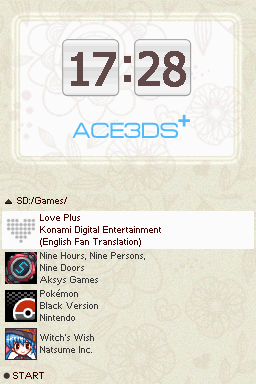 17:28
ACE3DS+
SD:/Games/
Love Plus
Konami Digital Entertainment
(English Fan Translation)
Nine Hours, Nine Persons,
Nine Doors
Aksys Games
Pokémon
Black Version
Nintendo
Witch's Wish
Natsume Inc.
START